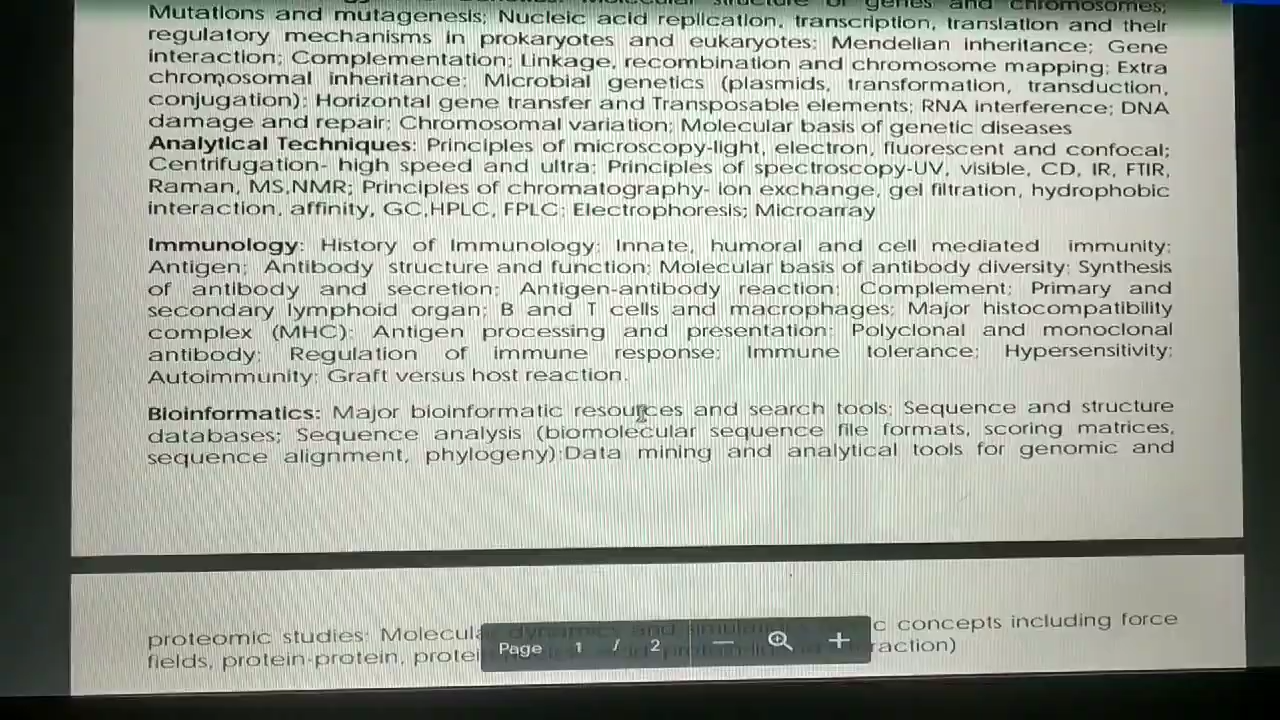 genes and chromosomes;
Mutations and mutagenesis; Nucleic acid replication, transcription, translation and their
regulatory mechanisms in prokaryotes and eukaryotes; Mendelian inheritance; Gene
interaction; Complementation; Linkage, recombination and chromosome mapping; Extra
chromosomal inheritance; Microbial genetics (plasmids, transformation, transduction,
conjugation); Horizontal gene transfer and Transposable elements; RNA interference; DNA
damage and repair; Chromosomal variation; Molecular basis of genetic diseases
Analytical Techniques: Principles of microscopy-light, electron, fluorescent and confocal;
Centrifugation- high speed and ultra; Principles of spectroscopy-UV, visible, CD, IR, FTIR,
Raman, MS,NMR; Principles of chromatography- ion exchange, gel filtration, hydrophobic
interaction, affinity, GC,HPLC, FPLC; Electrophoresis; Microarray
Immunology: History of Immunology; Innate, humoral and cell mediated immunity;
Antigen; Antibody structure and function; Molecular basis of antibody diversity; Synthesis
of antibody and secretion; Antigen-antibody reaction; Complement; Primary and
secondary lymphoid organ; B and T cells and macrophages; Major histocompatibility
complex (MHC); Antigen processing and presentation; Polyclonal and monoclonal
antibody; Regulation of immune response; Immune tolerance; Hypersensitivity;
Autoimmunity; Graft versus host reaction.
Bioinformatics: Major bioinformatic resources and search tools; Sequence and structure
databases; Sequence analysis (biomolecular sequence file formats, scoring matrices,
sequence alignment, phylogeny);Data mining and analytical tools for genomic and
proteomic studies; Molecular dynamics and concepts including force
fields, protein-protein,
Page 1 / 2 — +